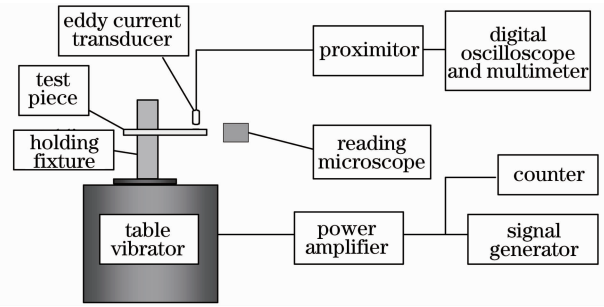 eddy current
transducer
proximitor
digital
oscilloscope
and multimeter
test
piece
holding
fixture
reading
microscope
counter
table
vibrator
power
amplifier
signal
generator